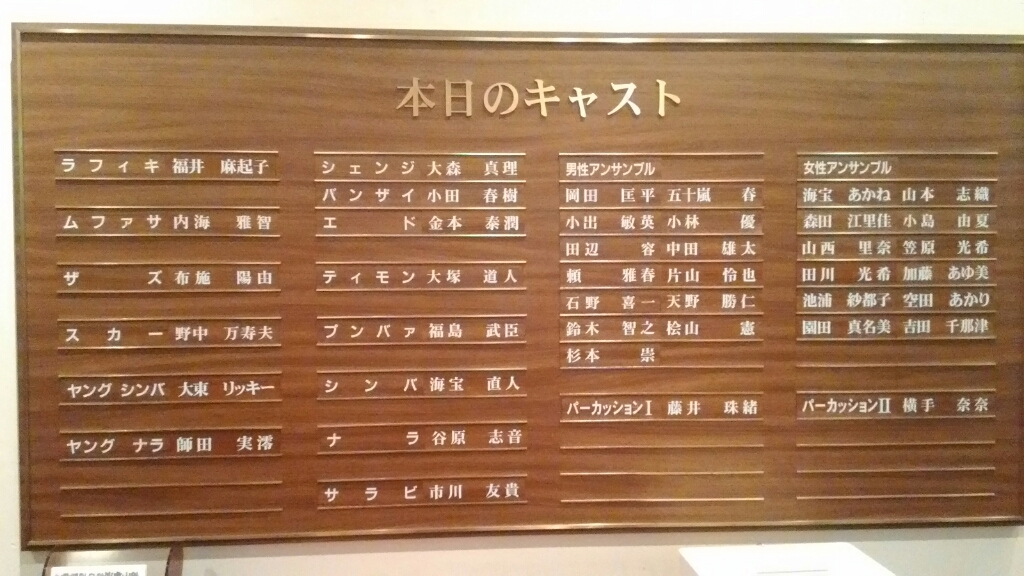 本日のキャスト
ラフィキ 福井 麻起子
ムファサ 内海 雅智
ザズ 布施 陽由
スカー 野中 万寿夫
ヤング シンバ 大東 リッキー
ヤング ナラ 師田 実澪
シェンジ 大森 真理
バンザイ 小田 春樹
エド 金本 泰潤
ティモン 大塚 道人
プンバァ 福島 武臣
シンバ 海宝 直人
ナラ 谷原 志音
サラビ 市川 友貴
男性アンサンブル
岡田 匡平 五十嵐 春
小出 敏英 小林 優
田辺 容 中田 雄太
頼 雅春 片山 怜也
石野 喜一 天野 勝仁
鈴木 智之 桧山 憲
杉本 崇
パーカッションⅠ 藤井 珠緒
女性アンサンブル
海宝 あかね 山本 志織
森田 江里佳 小島 由夏
山西 里奈 笠原 光希
田川 光希 加藤 あゆ美
池浦 紗都子 空田 あかり
園田 真名美 吉田 千那津
パーカッションⅡ 横手 奈奈